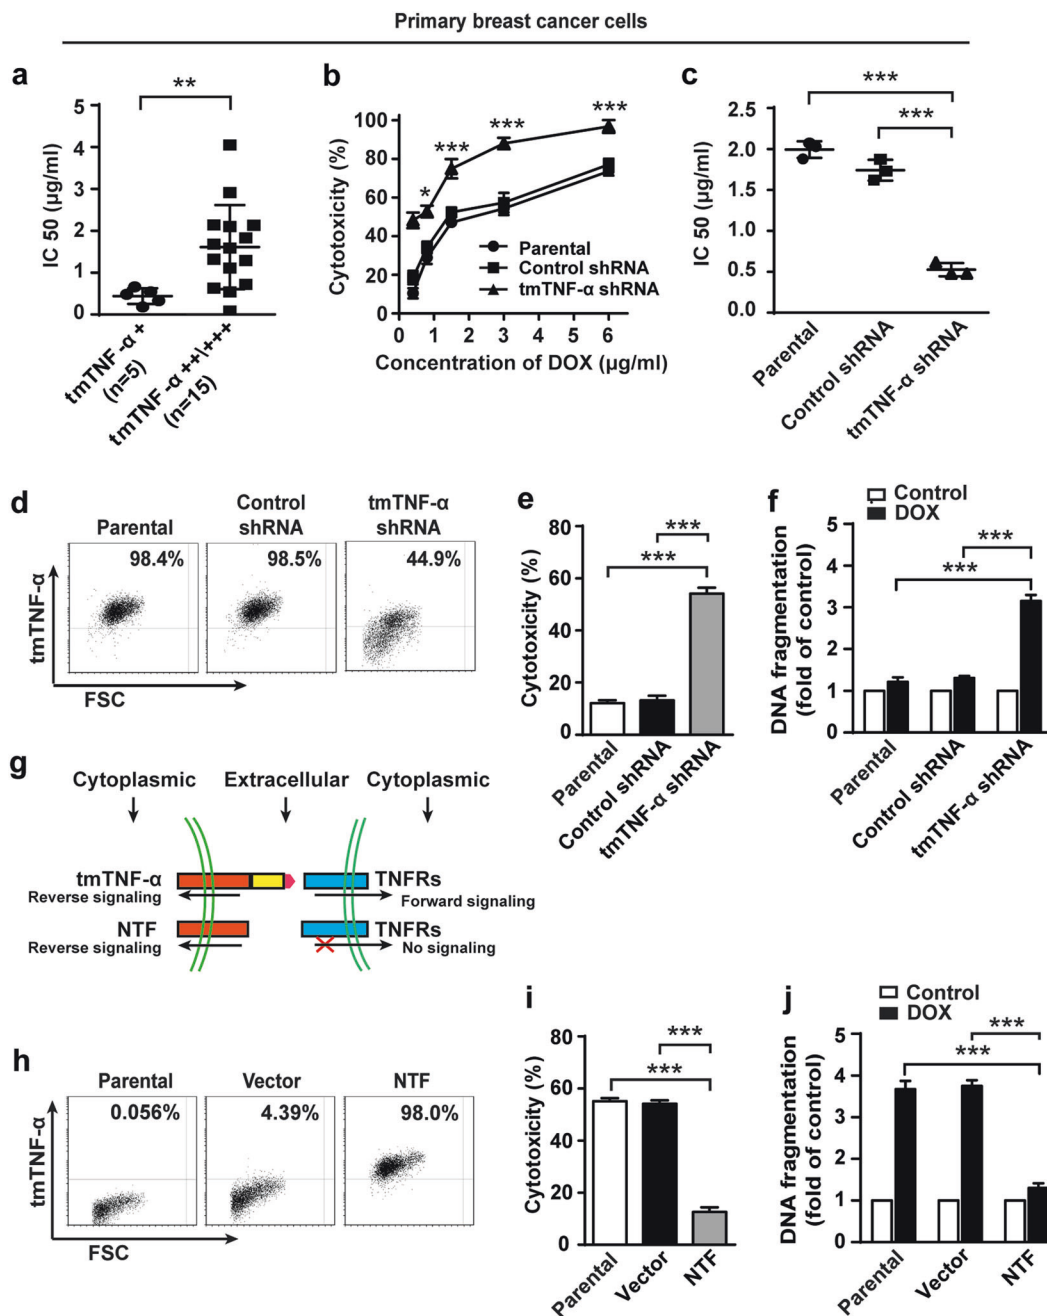 Primary breast cancer cells
a
**
IC 50 (µg/ml)
5
4
3
2
1
0
tmTNF-α +
(n=5)
tmTNF -α ++\+++
(n=15)
b
Cytotoxicity (%)
100
80
60
40
20
0
*
***
***
***
Parental
Control shRNA
tmTNF-α shRNA
0 1 2 3 4 5 6
Concentration of DOX (µg/ml)
c
***
***
IC 50 (µg/ml)
2.5
2.0
1.5
1.0
0.5
0.0
Parental
Control shRNA
tmTNF-α shRNA
d
Parental
Control
shRNA
tmTNF-α
shRNA
98.4%
98.5%
44.9%
tmTNF-α
FSC
e
Cytotoxicity (%)
80
60
40
20
0
***
***
Parental
Control shRNA
tmTNF-α shRNA
f
Control
DOX
DNA fragmentation
(fold of control)
5
4
3
2
1
0
***
***
Parental
Control shRNA
tmTNF-α shRNA
g
Cytoplasmic Extracellular Cytoplasmic
tmTNF-α TNFRs
Reverse signaling Forward signaling
NTF TNFRs
Reverse signaling No signaling
h
Parental
Vector
NTF
0.056%
4.39%
98.0%
tmTNF-α
FSC
i
Cytotoxicity (%)
80
60
40
20
0
***
***
Parental
Vector
NTF
j
Control
DOX
DNA fragmentation
(fold of control)
5
4
3
2
1
0
***
***
Parental
Vector
NTF